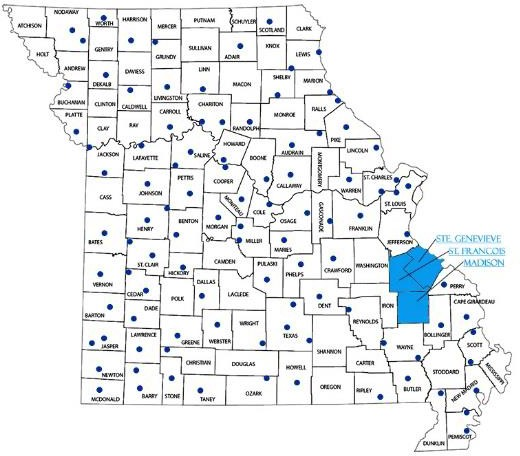 NODAWAY
ATCHISON
WORTH
HARRISON
MERCER
PUTNAM
SCHUYLER
SCOTLAND
CLARK
HOLT
GENTRY
GRUNDY
SULLIVAN
ADAIR
KNOX
LEWIS
ANDREW
DEKALB
DAVIESS
LINN
MACON
SHELBY
MARION
BUCHANAN
CLINTON
CALDWELL
LIVINGSTON
CHARITON
MONROE
RALLS
PLATTE
CLAY
RAY
CARROLL
RANDOLPH
PIKE
HOWARD
AUDRAIN
JACKSON
LAFAYETTE
SALINE
BOONE
MONTGOMERY
LINCOLN
CALLAWAY
WARREN
ST. CHARLES
CASS
JOHNSON
PETTIS
COOPER
MONITEAU
COLE
OSAGE
GASCONADE
FRANKLIN
ST. LOUIS
HENRY
BENTON
MORGAN
MILLER
MARIES
JEFFERSON
STE. GENEVIEVE
ST. FRANCOIS
MADISON
BATES
ST. CLAIR
HICKORY
CAMDEN
PULASKI
PHELPS
CRAWFORD
WASHINGTON
PERRY
VERNON
CEDAR
POLK
DALLAS
LACLEDE
DENT
IRON
CAPE GIRARDEAU
BARTON
DADE
WRIGHT
TEXAS
REYNOLDS
BOLLINGER
JASPER
LAWRENCE
GREENE
WEBSTER
SHANNON
WAYNE
SCOTT
NEWTON
CHRISTIAN
DOUGLAS
HOWELL
CARTER
STODDARD
MISSISSIPPI
MCDONALD
BARRY
STONE
TANEY
OZARK
OREGON
RIPLEY
BUTLER
NEW MADRID
DUNKLIN
PEMISCOT